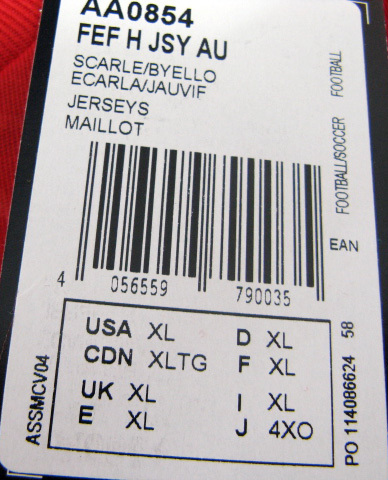 AA0854
FEF H JSY AU
SCARLE/BYELLO
ECARLA/JAUVIF
JERSEYS
MAILLOT
FOOTBALL
FOOTBALL/SOCCER
EAN
4 056559 790035
USA XL D XL
CDN XLTG F XL
UK XL I XL
E XL J 4XO
ASSMCV04
58
PO 114086624